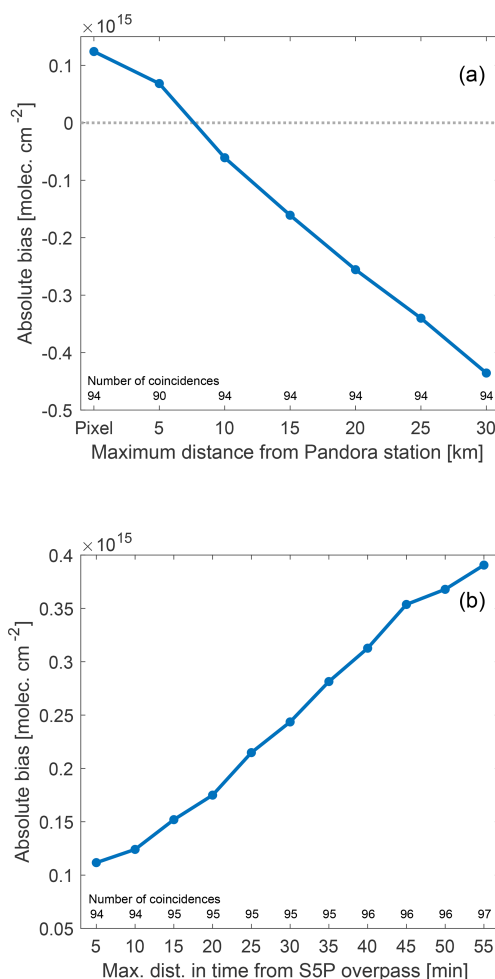 × 10^15
0.1
0
-0.1
-0.2
-0.3
-0.4
-0.5
Absolute bias [molec. cm^-2]
(a)
Number of coincidences
94 90 94 94 94 94 94
Pixel 5 10 15 20 25 30
Maximum distance from Pandora station [km]
× 10^15
0.4
0.35
0.3
0.25
0.2
0.15
0.1
0.05
Absolute bias [molec. cm^-2]
(b)
Number of coincidences
94 94 95 95 95 95 95 96 96 96 97
5 10 15 20 25 30 35 40 45 50 55
Max. dist. in time from S5P overpass [min]